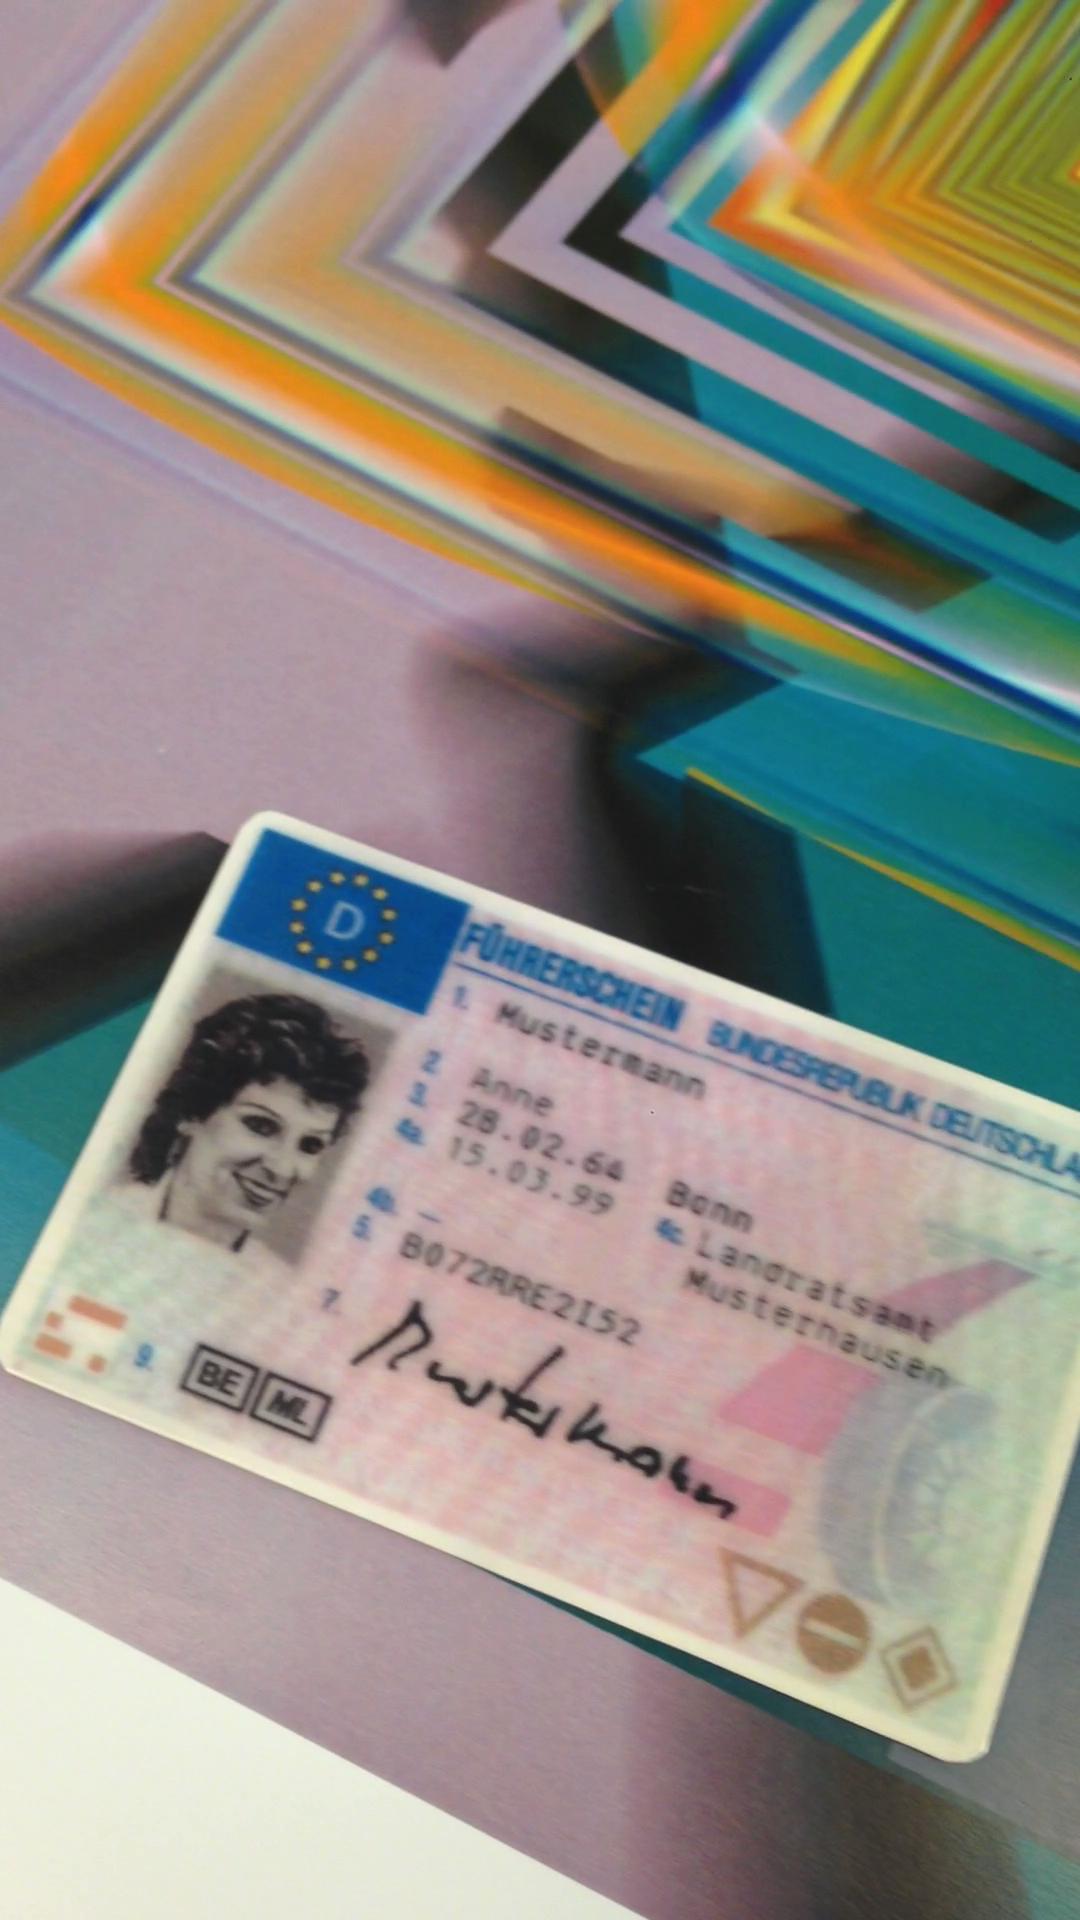 D
FÜHRERSCHEIN BUNDESREPUBLIK
1. Mustermann
2. Anne
3. 28.02.64 Bonn
4a. 15.03.99 4c. Landratsamt
Musterhausen
4b. –
5. B072RRE2I52
7. Mustermann
9. BE ML